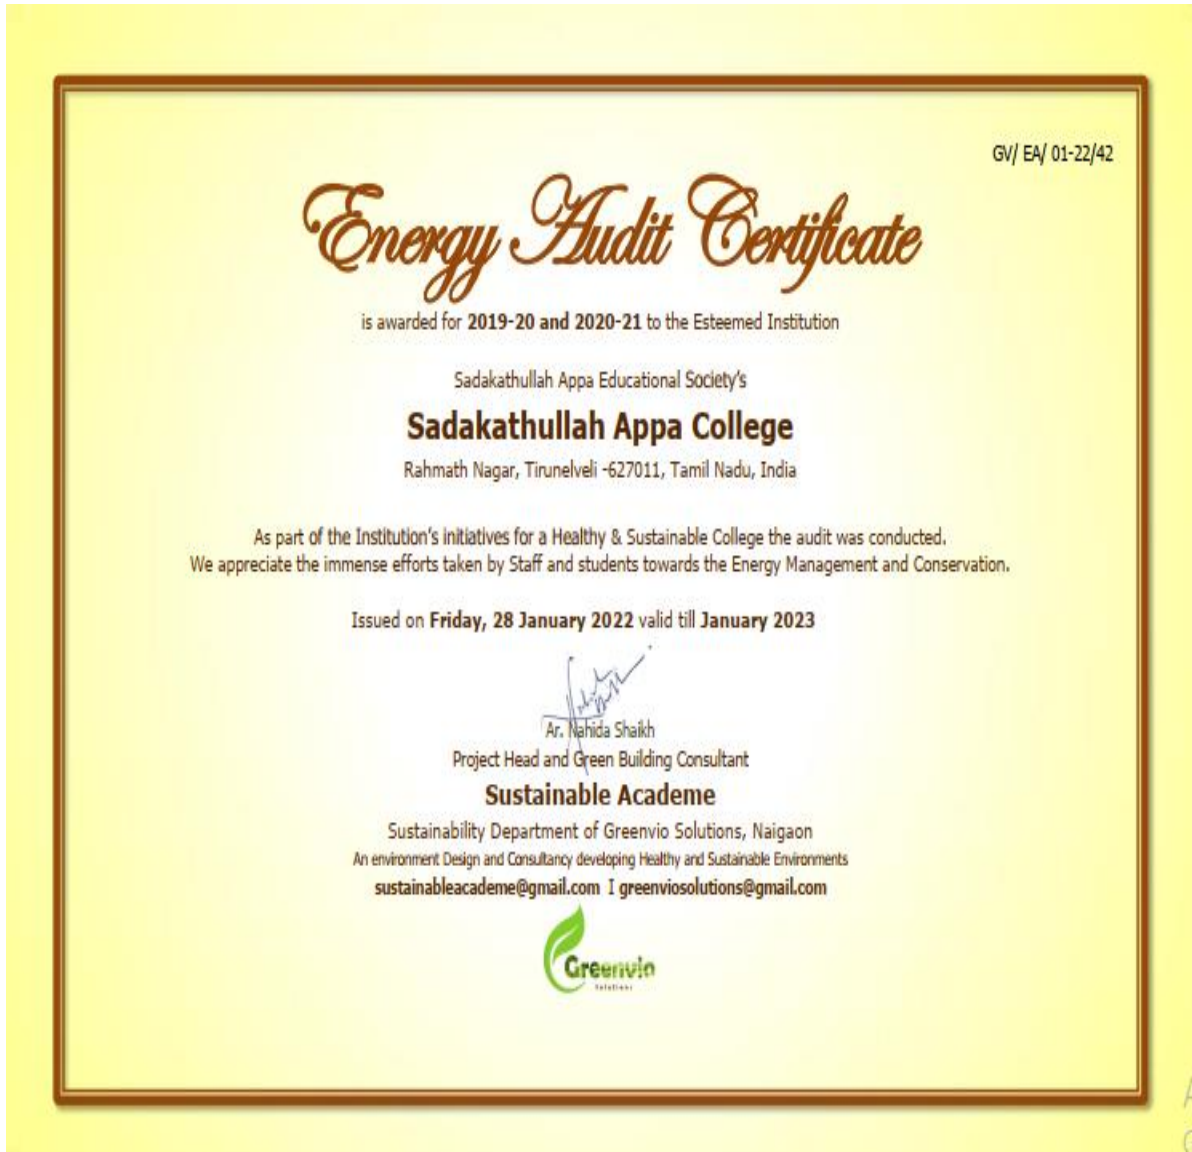 GV/ EA/ 01-22/42
Energy Audit Certificate
is awarded for 2019-20 and 2020-21 to the Esteemed Institution
Sadakathullah Appa Educational Society's
Sadakathullah Appa College
Rahmath Nagar, Tirunelveli -627011, Tamil Nadu, India
As part of the Institution's initiatives for a Healthy & Sustainable College the audit was conducted.
We appreciate the immense efforts taken by Staff and students towards the Energy Management and Conservation.
Issued on Friday, 28 January 2022 valid till January 2023
Ar. Nahida Shaikh
Project Head and Green Building Consultant
Sustainable Academe
Sustainability Department of Greenvio Solutions, Naigaon
An environment Design and Consultancy developing Healthy and Sustainable Environments
sustainableacademe@gmail.com I greenviosolutions@gmail.com
Greenvio
Solutions